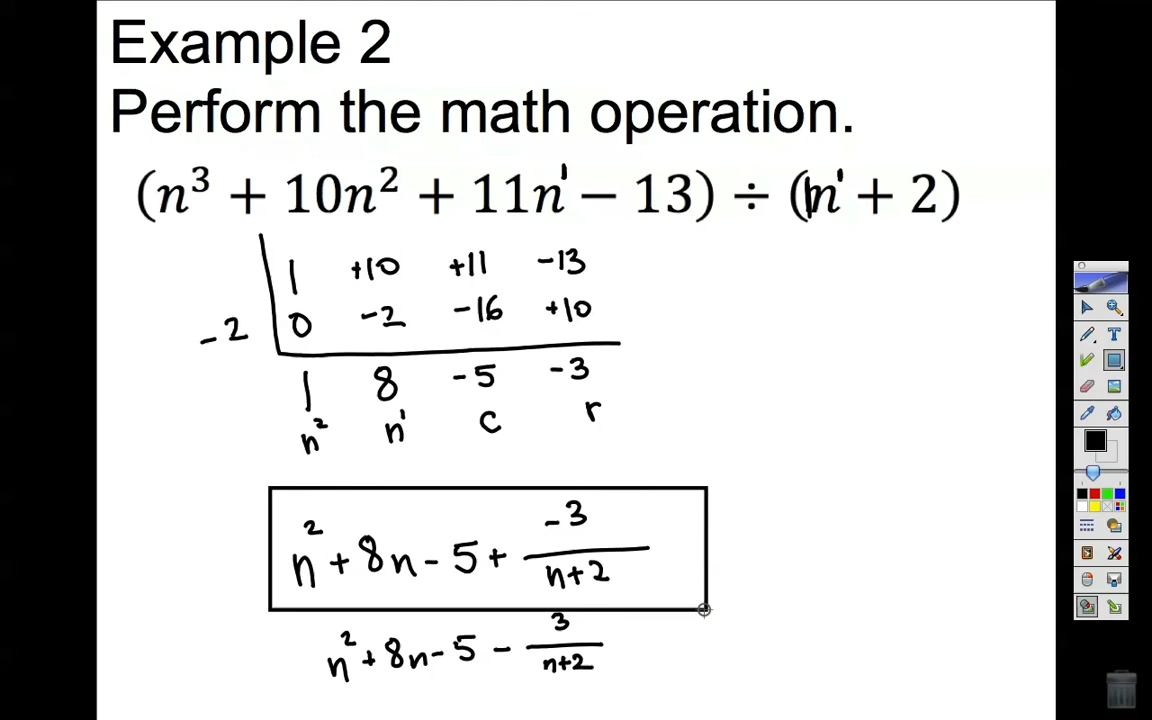 Example 2
Perform the math operation.
(n³ + 10n² + 11n¹ − 13) ÷ (1n¹ + 2)
1 +10 +11 -13
-2 0 -2 -16 +10
1 8 -5 -3
n² n¹ c r
n² + 8n - 5 + -3/n+2
n² + 8n - 5 - 3/n+2
T